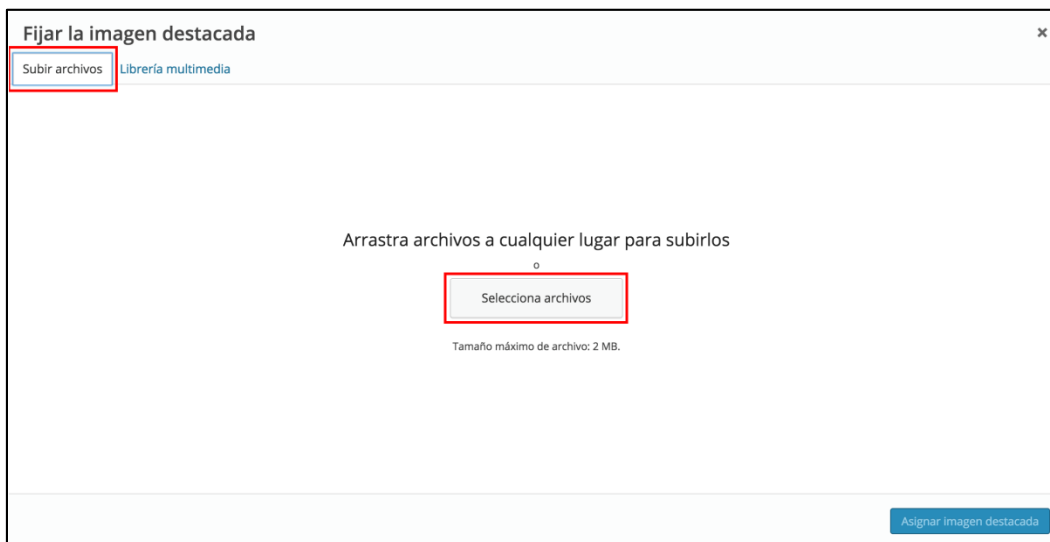 Fijar la imagen destacada
×
Subir archivos Librería multimedia
Arrastra archivos a cualquier lugar para subirlos
o
Selecciona archivos
Tamaño máximo de archivo: 2 MB.
Asignar imagen destacada